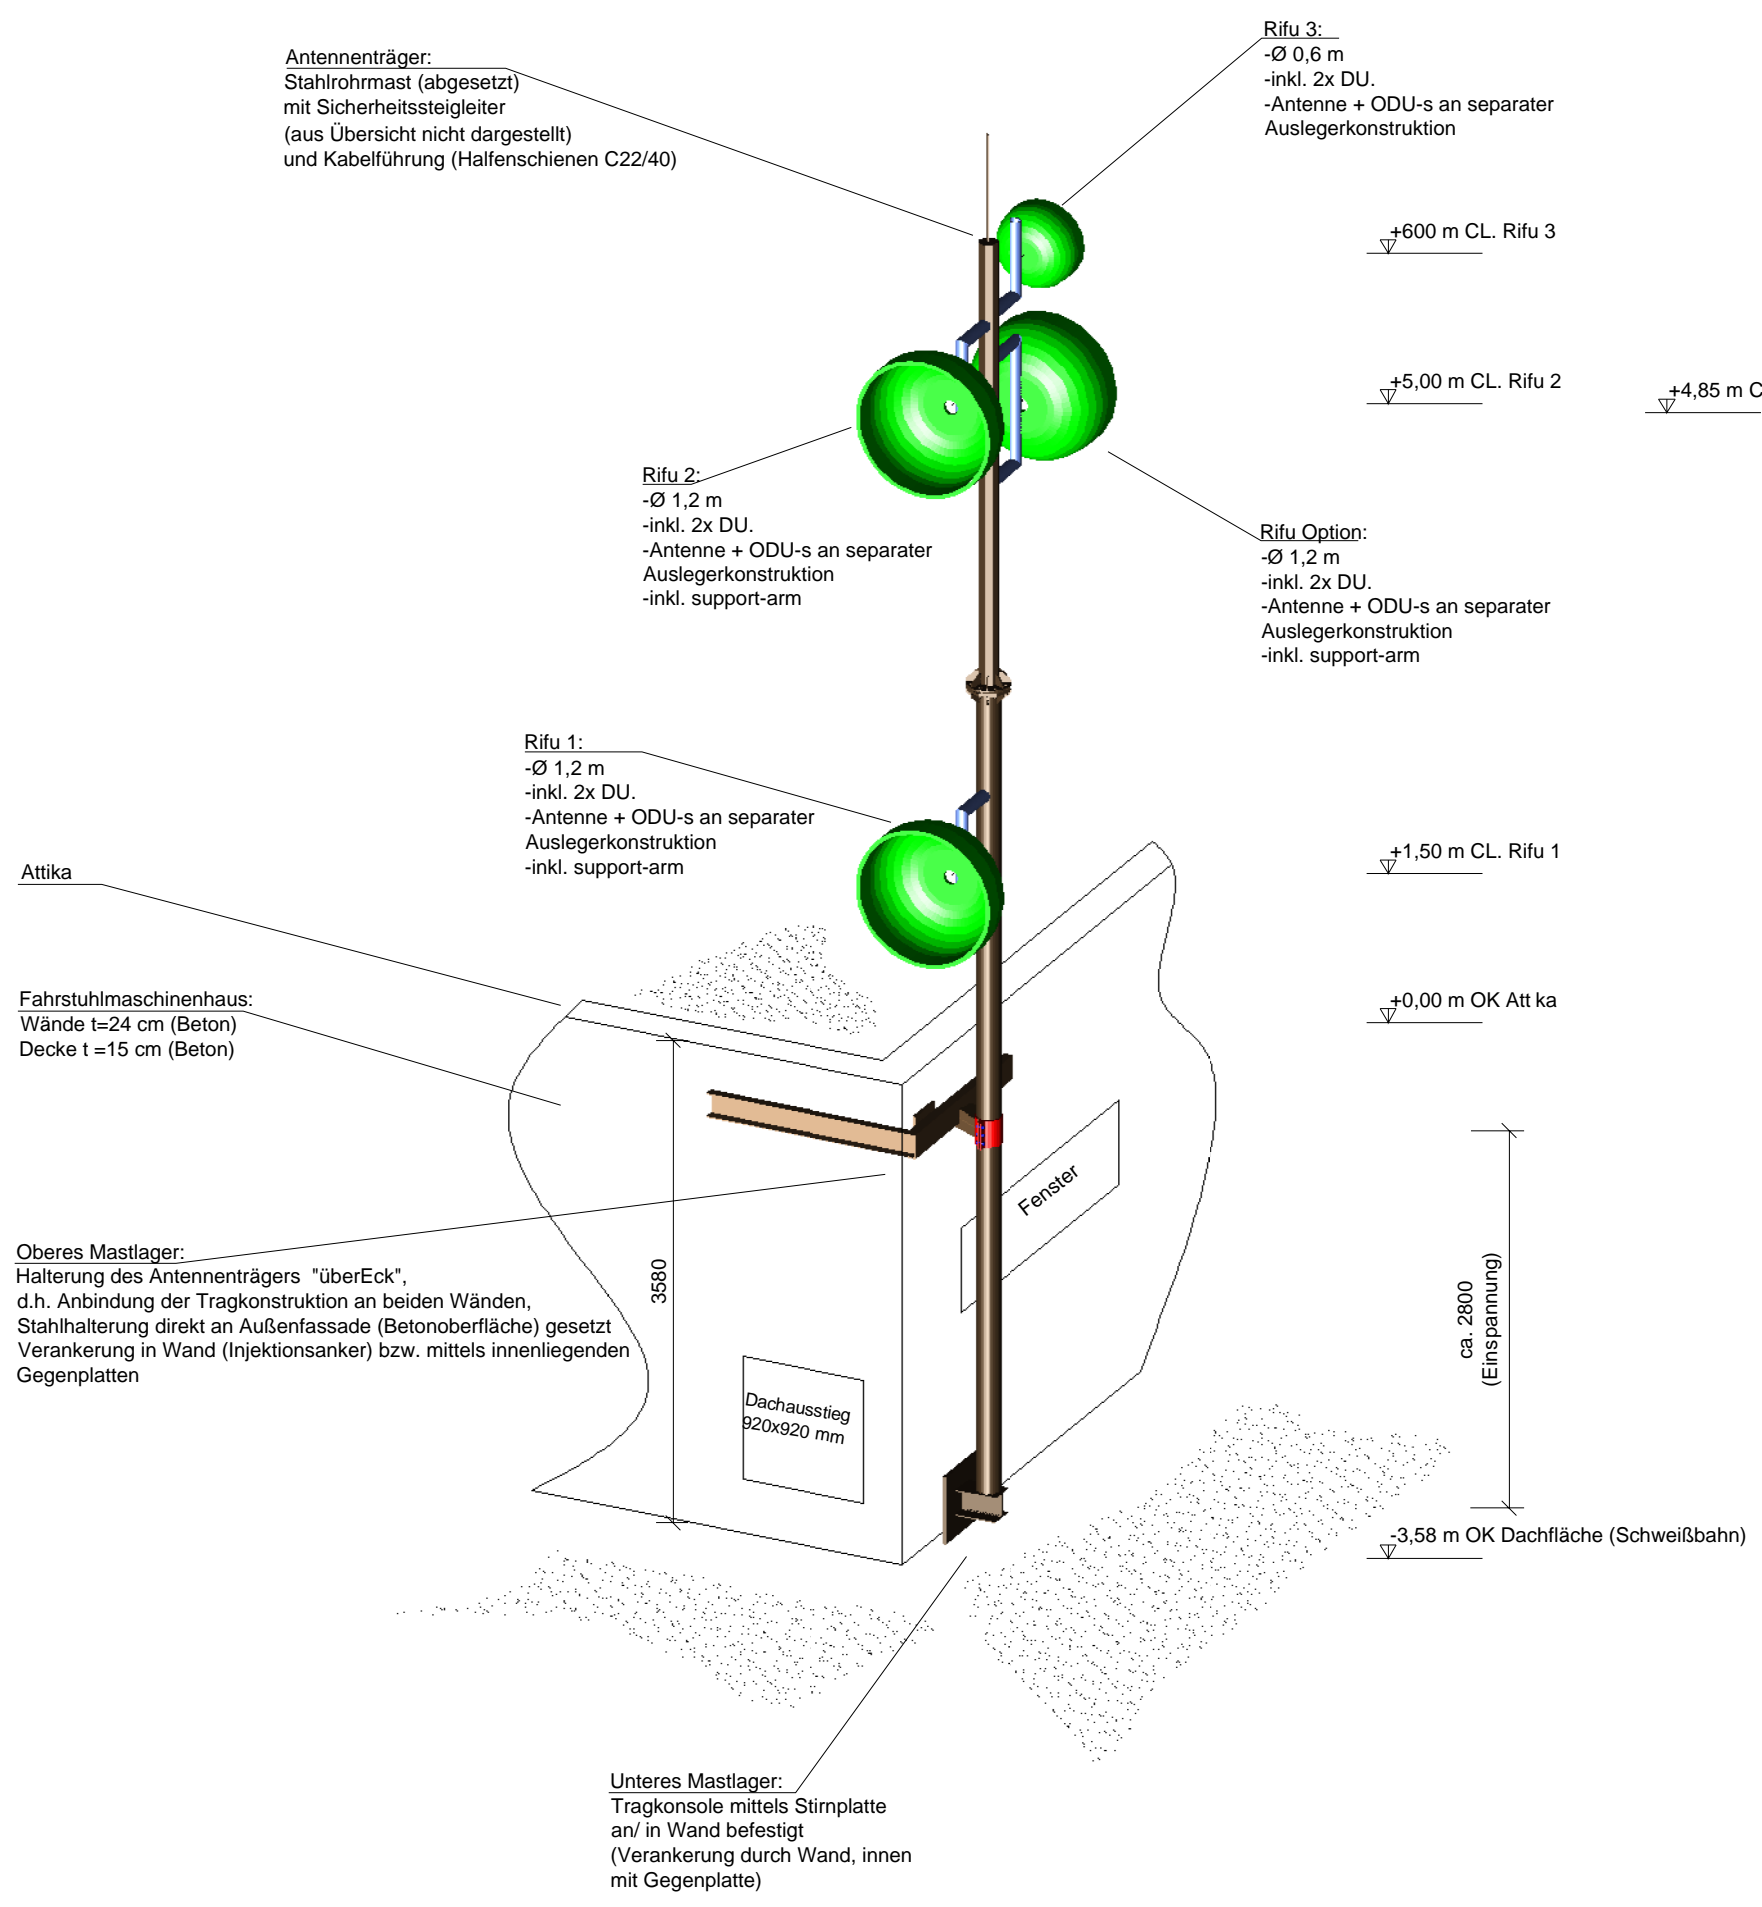 Rifu 3:
-Ø 0,6 m
-inkl. 2x DU.
-Antenne + ODU-s an separater
Auslegerkonstruktion
Antennenträger:
Stahlrohrmast (abgesetzt)
mit Sicherheitssteigleiter
(aus Übersicht nicht dargestellt)
und Kabelführung (Halfenschienen C22/40)
+600 m CL. Rifu 3
+5,00 m CL. Rifu 2
+4,85 m C
Rifu 2:
-Ø 1,2 m
-inkl. 2x DU.
-Antenne + ODU-s an separater
Auslegerkonstruktion
-inkl. support-arm
Rifu Option:
-Ø 1,2 m
-inkl. 2x DU.
-Antenne + ODU-s an separater
Auslegerkonstruktion
-inkl. support-arm
Rifu 1:
-Ø 1,2 m
-inkl. 2x DU.
-Antenne + ODU-s an separater
Auslegerkonstruktion
-inkl. support-arm
+1,50 m CL. Rifu 1
Attika
Fahrstuhlmaschinenhaus:
Wände t=24 cm (Beton)
Decke t =15 cm (Beton)
+0,00 m OK Att ka
Fenster
3580
Oberes Mastlager:
Halterung des Antennenträgers "überEck",
d.h. Anbindung der Tragkonstruktion an beiden Wänden,
Stahlhalterung direkt an Außenfassade (Betonoberfläche) gesetzt
Verankerung in Wand (Injektionsanker) bzw. mittels innenliegenden
Gegenplatten
ca. 2800
(Einspannung)
Dachausstieg
920x920 mm
-3,58 m OK Dachfläche (Schweißbahn)
Unteres Mastlager:
Tragkonsole mittels Stirnplatte
an/ in Wand befestigt
(Verankerung durch Wand, innen
mit Gegenplatte)